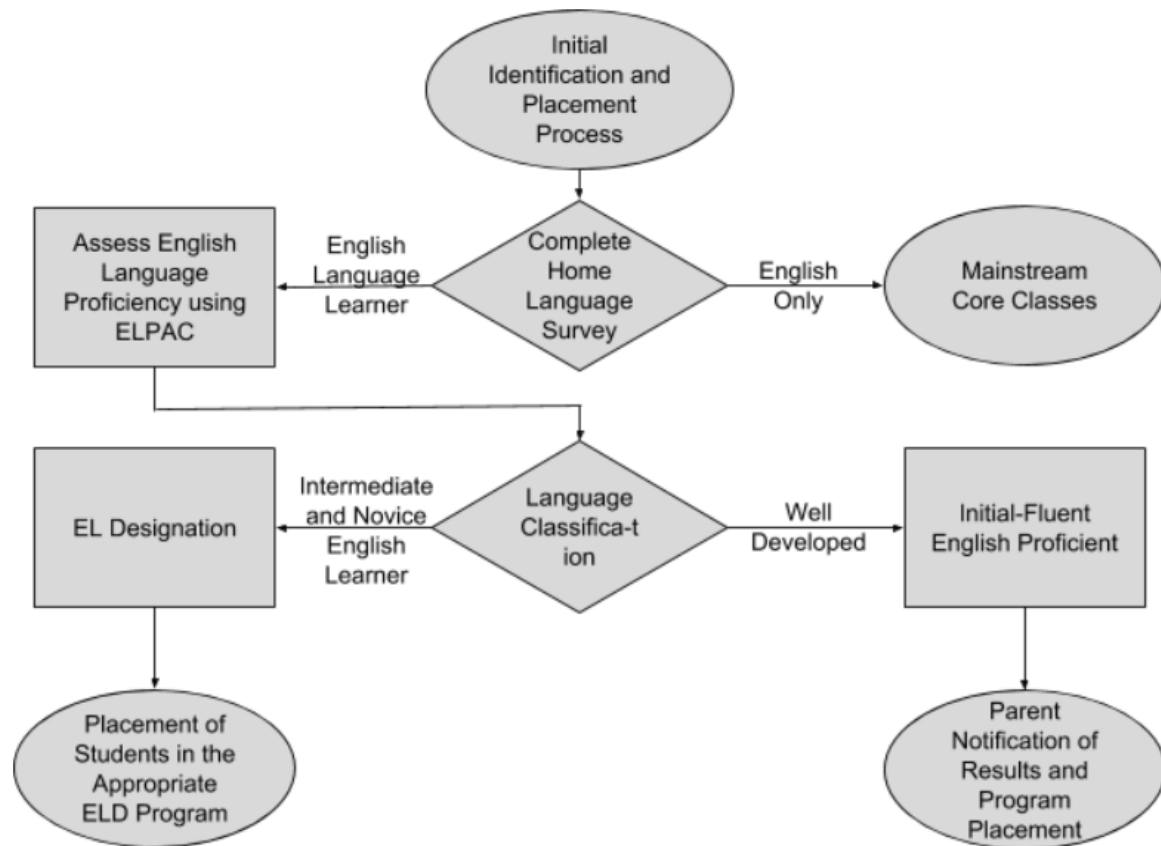 Initial
Identification and
Placement
Process
Assess English
Language
Proficiency using
ELPAC
English
Language
Learner
Complete
Home
Language
Survey
English
Only
Mainstream
Core Classes
EL Designation
Intermediate
and Novice
English
Learner
Language
Classifica-t
ion
Well
Developed
Initial-Fluent
English Proficient
Placement of
Students in the
Appropriate
ELD Program
Parent
Notification of
Results and
Program
Placement